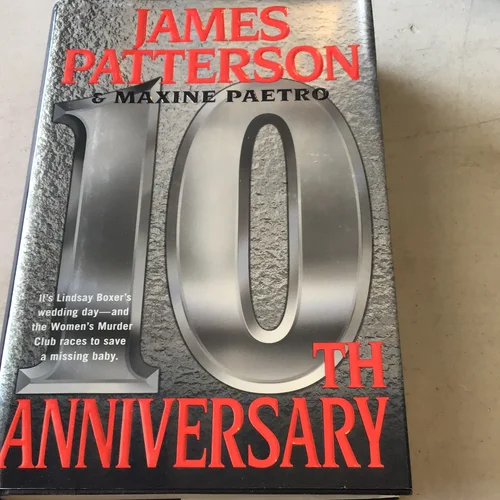 JAMES
PATTERSON
& MAXINE PAETRO
10
TH
ANNIVERSARY
It's Lindsay Boxer's
wedding day—and
the Women's Murder
Club races to save
a missing baby.